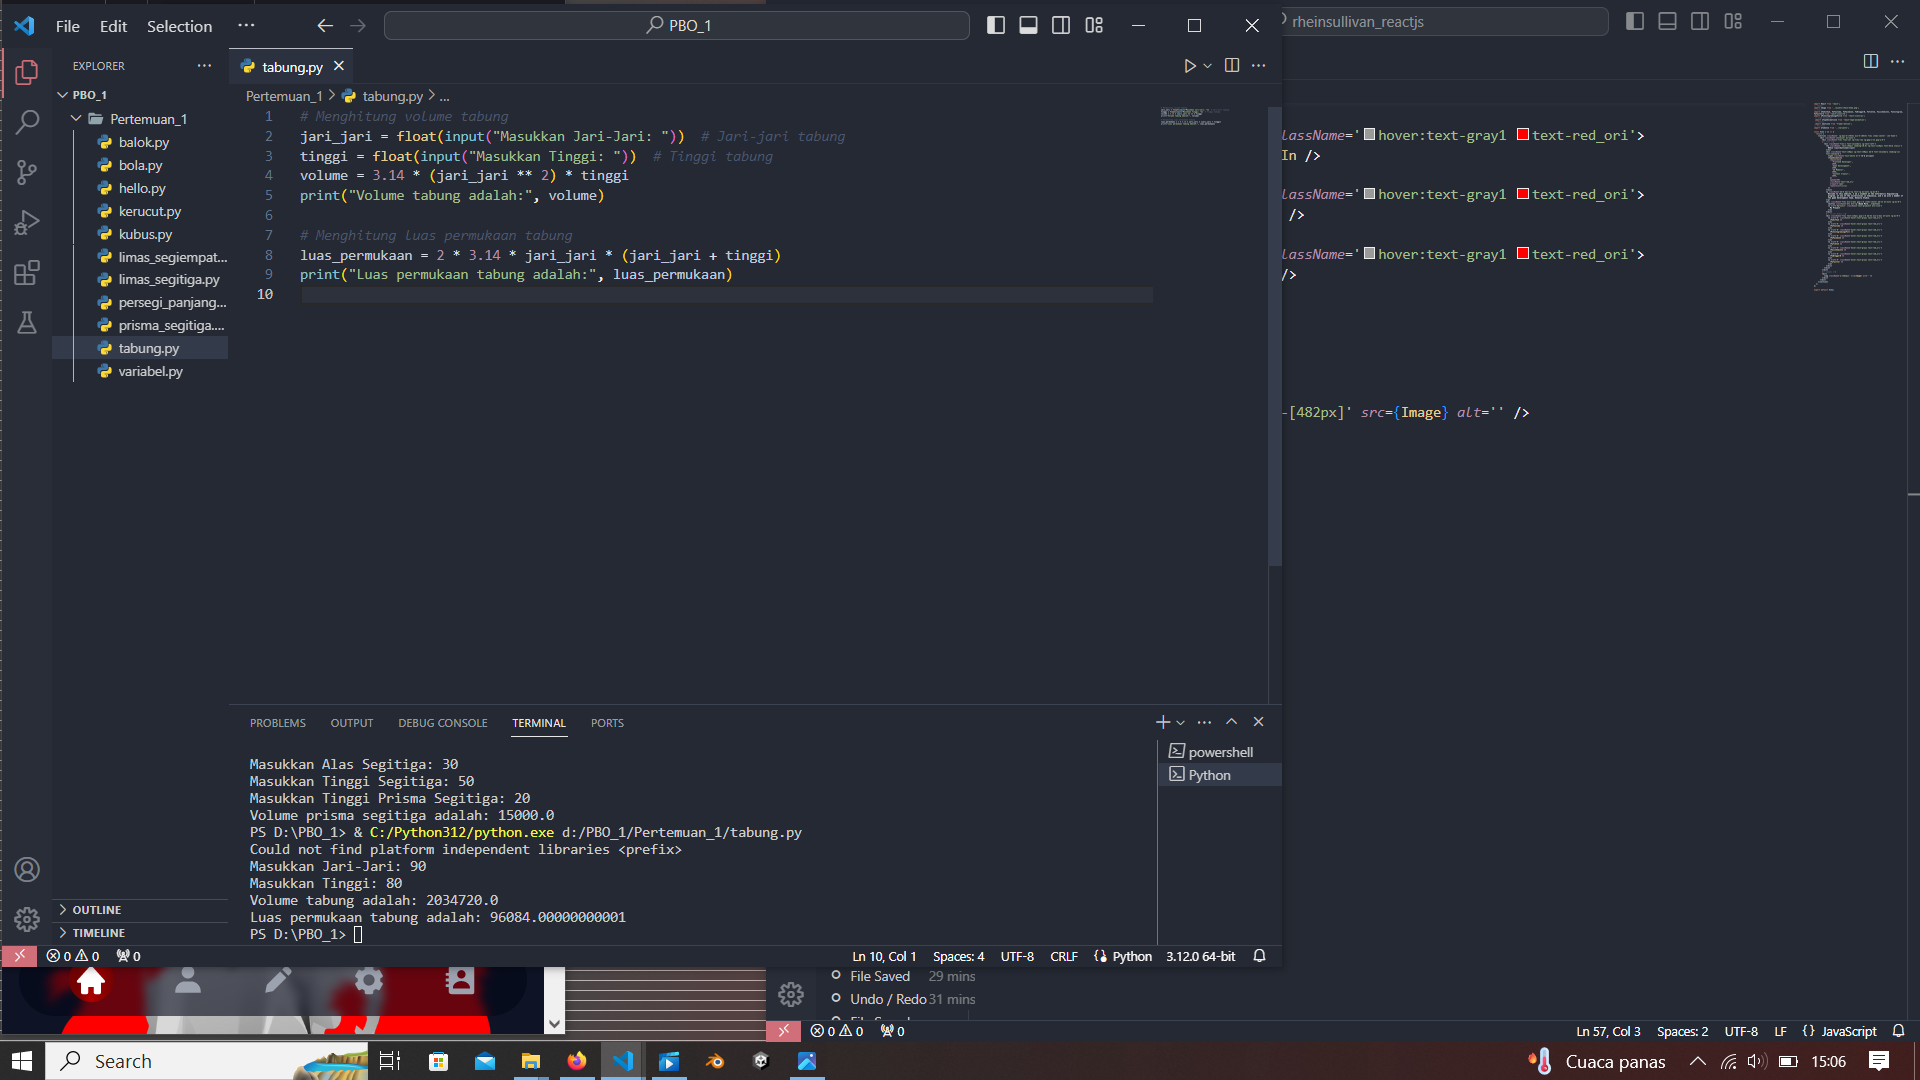 File Edit Selection ···
PBO_1
rheinsullivan_reactjs
EXPLORER
PBO_1
Pertemuan_1
balok.py
bola.py
hello.py
kerucut.py
kubus.py
limas_segiempat...
limas_segitiga.py
persegi_panjang...
prisma_segitiga....
tabung.py
variabel.py
OUTLINE
TIMELINE
tabung.py
Pertemuan_1 > tabung.py > ...
1 # Menghitung volume tabung
2 jari_jari = float(input("Masukkan Jari-Jari: ")) # Jari-jari tabung
3 tinggi = float(input("Masukkan Tinggi: ")) # Tinggi tabung
4 volume = 3.14 * (jari_jari ** 2) * tinggi
5 print("Volume tabung adalah:", volume)
6
7 # Menghitung luas permukaan tabung
8 luas_permukaan = 2 * 3.14 * jari_jari * (jari_jari + tinggi)
9 print("Luas permukaan tabung adalah:", luas_permukaan)
10
lassName='hover:text-gray1 text-red_ori'>
In />
lassName='hover:text-gray1 text-red_ori'>
/>
lassName='hover:text-gray1 text-red_ori'>
/>
-[482px]' src={Image} alt='' />
PROBLEMS OUTPUT DEBUG CONSOLE TERMINAL PORTS
powershell
Python
Masukkan Alas Segitiga: 30
Masukkan Tinggi Segitiga: 50
Masukkan Tinggi Prisma Segitiga: 20
Volume prisma segitiga adalah: 15000.0
PS D:\PBO_1> & C:/Python312/python.exe d:/PBO_1/Pertemuan_1/tabung.py
Could not find platform independent libraries <prefix>
Masukkan Jari-Jari: 90
Masukkan Tinggi: 80
Volume tabung adalah: 2034720.0
Luas permukaan tabung adalah: 96084.00000000001
PS D:\PBO_1>
0 0 0 Ln 10, Col 1 Spaces: 4 UTF-8 CRLF Python 3.12.0 64-bit
File Saved 29 mins
Undo / Redo 31 mins
0 0 0 Ln 57, Col 3 Spaces: 2 UTF-8 LF {} JavaScript
Search
Cuaca panas
15:06